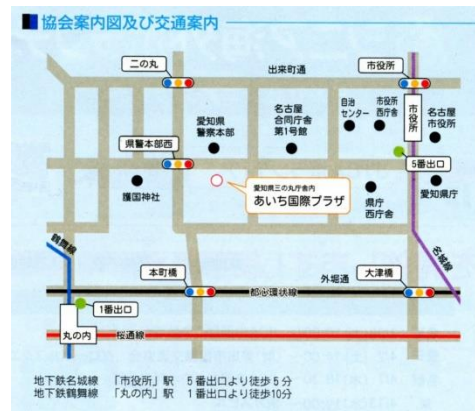 協会案内図及び交通案内
二の丸
出来町通
市役所
愛知県
警察本部
名古屋
合同庁舎
第1号館
自治
センター
市役所
西庁舎
市役所
名古屋
市役所
県警本部西
5番出口
護国神社
愛知県三の丸庁舎内
あいち国際プラザ
県庁
西庁舎
愛知県庁
鶴舞線
名城線
本町橋
外堀通
大津橋
都心環状線
1番出口
丸の内
桜通線
地下鉄名城線 「市役所」駅 5番出口より徒歩5分
地下鉄鶴舞線 「丸の内」駅 1番出口より徒歩10分